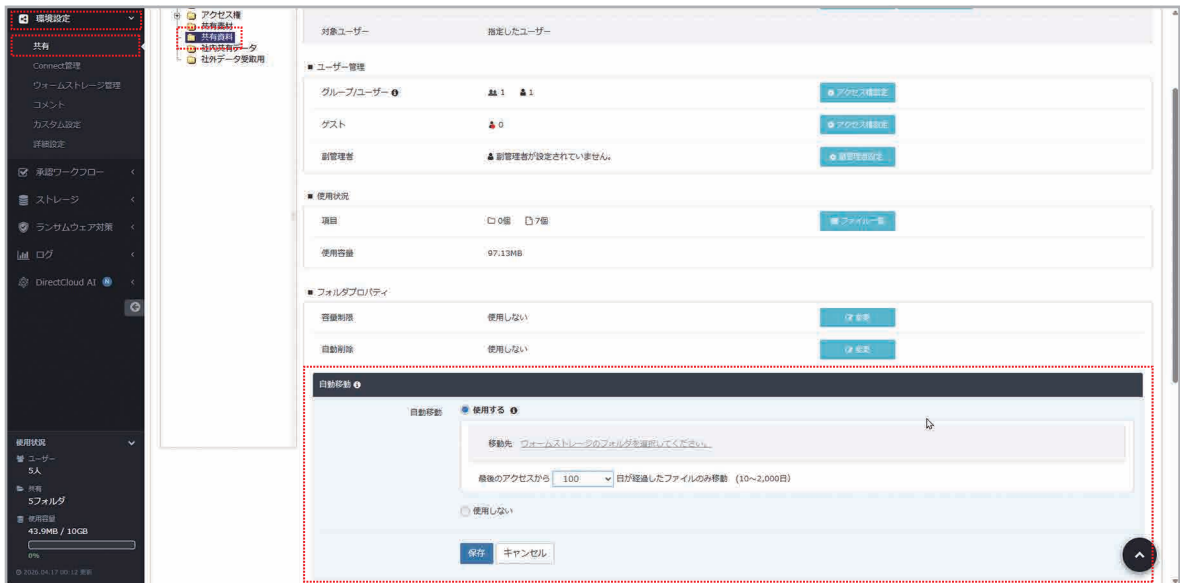 環境設定
共有
Connect管理
ウォームストレージ管理
コメント
カスタム設定
詳細設定
承認ワークフロー
ストレージ
ランサムウェア対策
ログ
DirectCloud AI
使用状況
ユーザー
5人
共有
5フォルダ
使用容量
43.9MB / 10GB
0%
2026.04.17 00:12 更新
アクセス権
共有素材
共有資料
社内共有データ
社外データ受取用
対象ユーザー 指定したユーザー
■ ユーザー管理
グループ/ユーザー 1 1 アクセス権設定
ゲスト 0 アクセス権設定
副管理者 副管理者が設定されていません。 副管理者設定
■ 使用状況
項目 0個 7個 ファイル一覧
使用容量 97.13MB
■ フォルダプロパティ
容量制限 使用しない 変更
自動削除 使用しない 変更
自動移動
自動移動 使用する
移動先 ウォームストレージのフォルダを選択してください。
最後のアクセスから 100 日が経過したファイルのみ移動 (10～2,000日)
使用しない
保存 キャンセル